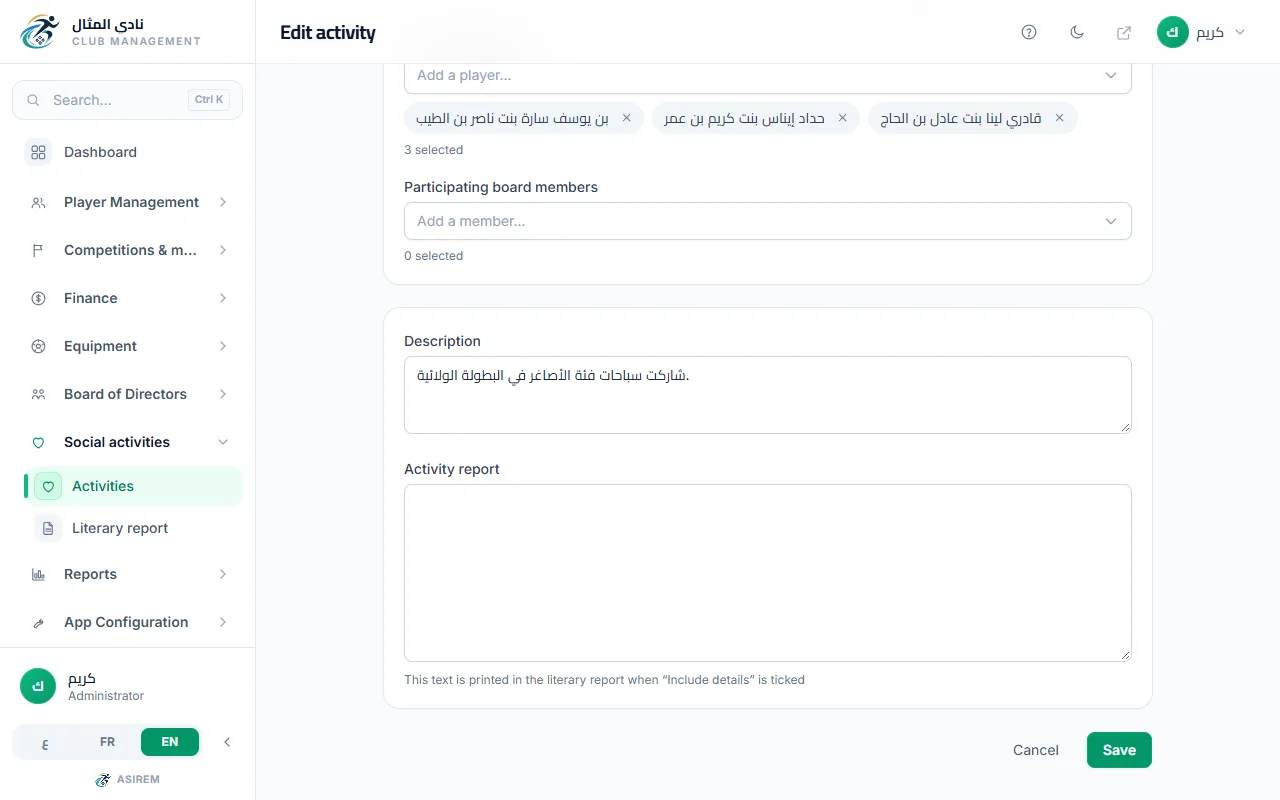 نادي المثال
CLUB MANAGEMENT
Edit activity
ك
كريم
Search...
Ctrl K
Dashboard
Player Management
Competitions & m...
Finance
Equipment
Board of Directors
Social activities
Activities
Literary report
Reports
App Configuration
ك
كريم
Administrator
ع
FR
EN
ASIREM
Add a player...
بن يوسف سارة بنت ناصر بن الطيب
حداد إيناس بنت كريم بن عمر
قادري لينا بنت عادل بن الحاج
3 selected
Participating board members
Add a member...
0 selected
Description
شاركت سباحات فئة الأصاغر في البطولة الولائية.
Activity report
This text is printed in the literary report when “Include details” is ticked
Cancel
Save